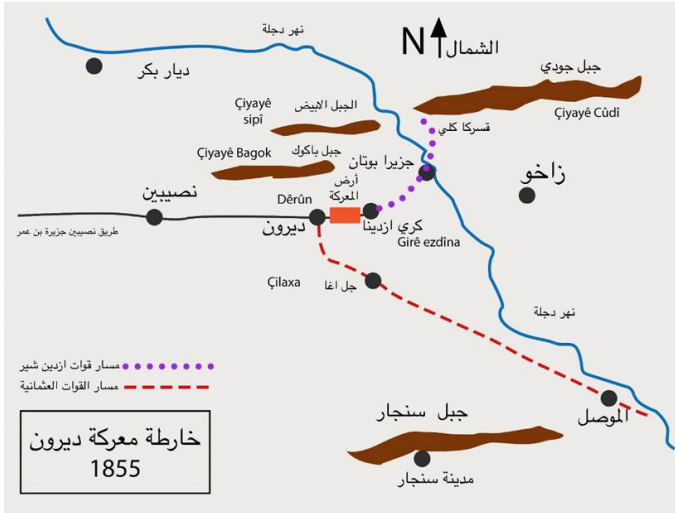 نهر دجلة
N
الشمال
ديار بكر
جبل جودي
Çiyayê Cûdî
Çiyayê
sipî
الجبل الابيض
قسركا كلي
Çiyayê Bagok
جبل باكوك
جزيرا بوتان
زاخو
أرض
المعركة
نصيبين
Dêrûn
ديرون
كري ازدينا
Girê ezdîna
طريق نصيبين جزيرة بن عمر
Çilaxa
جل اغا
نهر دجلة
مسار قوات ازدين شير
مسار القوات العثمانية
الموصل
جبل سنجار
مدينة سنجار
خارطة معركة ديرون
1855